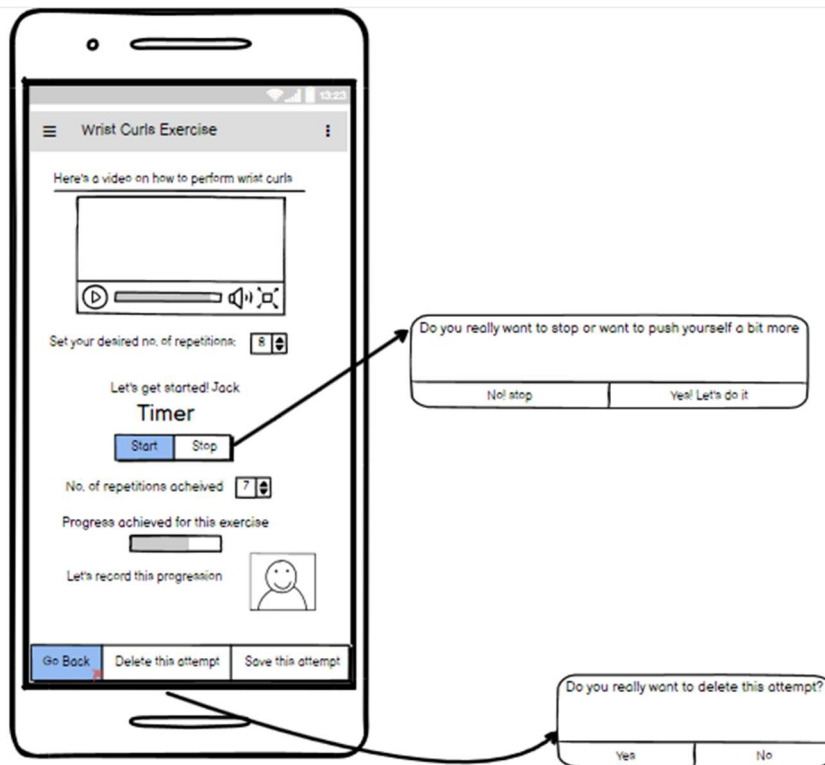 13:23
Wrist Curls Exercise
Here's a video on how to perform wrist curls
Set your desired no. of repetitions: 8
Let's get started! Jack
Timer
Start Stop
No. of repetitions acheived 7
Progress achieved for this exercise
Let's record this progression
Go Back Delete this attempt Save this attempt
Do you really want to stop or want to push yourself a bit more
No! stop Yes! Let's do it
Do you really want to delete this attempt?
Yes No